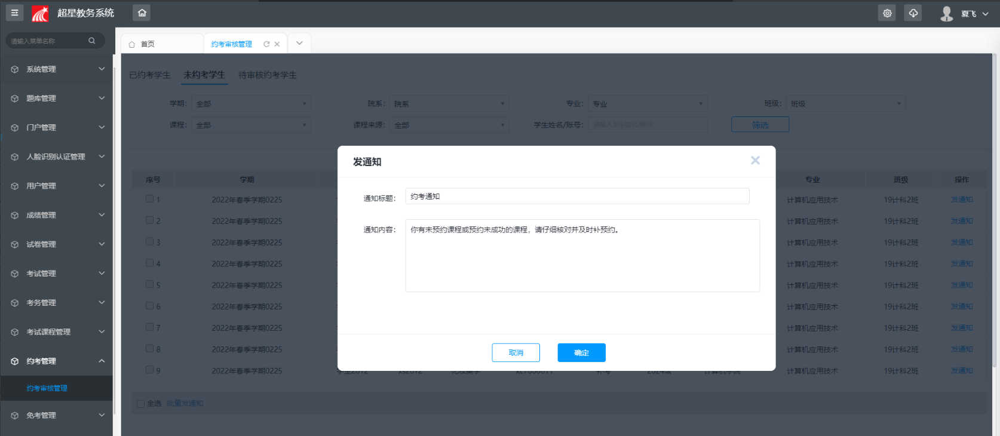 超星教务系统
夏飞
请输入菜单名称
首页
约考审核管理
系统管理
题库管理
门户管理
人脸识别认证管理
用户管理
成绩管理
试卷管理
考试管理
考务管理
考试课程管理
约考管理
约考审核管理
免考管理
已约考学生 未约考学生 待审核约考学生
学期： 全部 院系： 院系 专业： 专业 班级： 班级
课程： 全部 课程来源： 全部 学生姓名/账号： 请输入学生姓名/账号 筛选
序号 学期 专业 班级 操作
1 2022年春季学期0225 计算机应用技术 19计科2班 发通知
2 2022年春季学期0225 计算机应用技术 19计科2班 发通知
3 2022年春季学期0225 计算机应用技术 19计科2班 发通知
4 2022年春季学期0225 计算机应用技术 19计科2班 发通知
5 2022年春季学期0225 计算机应用技术 19计科2班 发通知
6 2022年春季学期0225 计算机应用技术 19计科2班 发通知
7 2022年春季学期0225 计算机应用技术 19计科2班 发通知
8 2022年春季学期0225 计算机应用技术 19计科2班 发通知
9 2022年春季学期0225 学生2012 xs2012 补考 2024级 计算机学院 计算机应用技术 19计科2班 发通知
全选 批量发通知
发通知
通知标题： 约考通知
通知内容： 你有未预约课程或预约未成功的课程，请仔细核对并及时补预约。
取消 确定